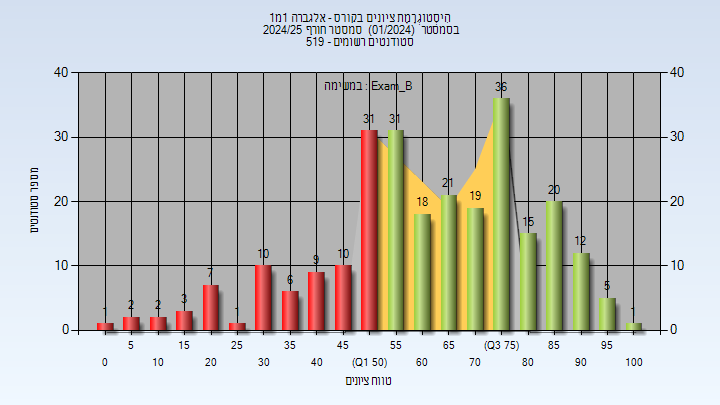 היסטוגרמת ציונים בקורס - אלגברה 1מ1
בסמסטר (01/2024) סמסטר חורף 2024/25
סטודנטים רשומים - 519
במשימה : Exam_B
מספר סטודנטים
40 40
30 30
20 20
10 10
0 0
1 2 2 3 7 1 10 6 9 10 31 31 18 21 19 36 15 20 12 5 1
5 15 25 35 45 55 65 (Q3 75) 85 95
0 10 20 30 40 (Q1 50) 60 70 80 90 100
טווח ציונים